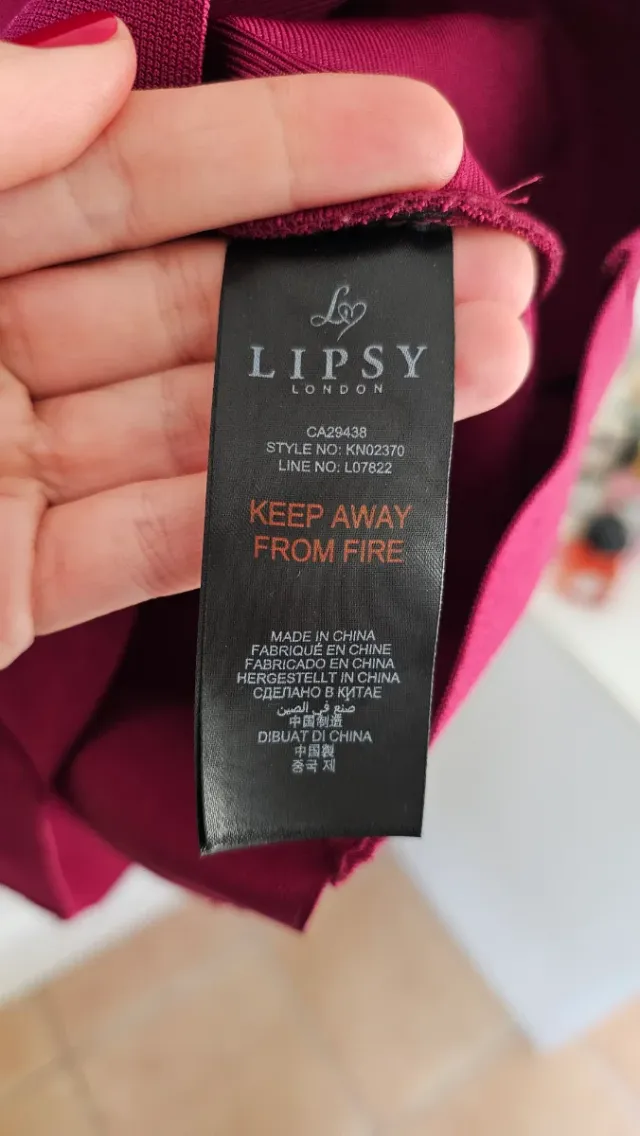 LIPSY
LONDON
CA29438
STYLE NO: KN02370
LINE NO: L07822
KEEP AWAY
FROM FIRE
MADE IN CHINA
FABRIQUÉ EN CHINE
FABRICADO EN CHINA
HERGESTELLT IN CHINA
СДЕЛАНО В КИТАЕ
صنع في الصين
中国制造
DIBUAT DI CHINA
中国製
중국 제